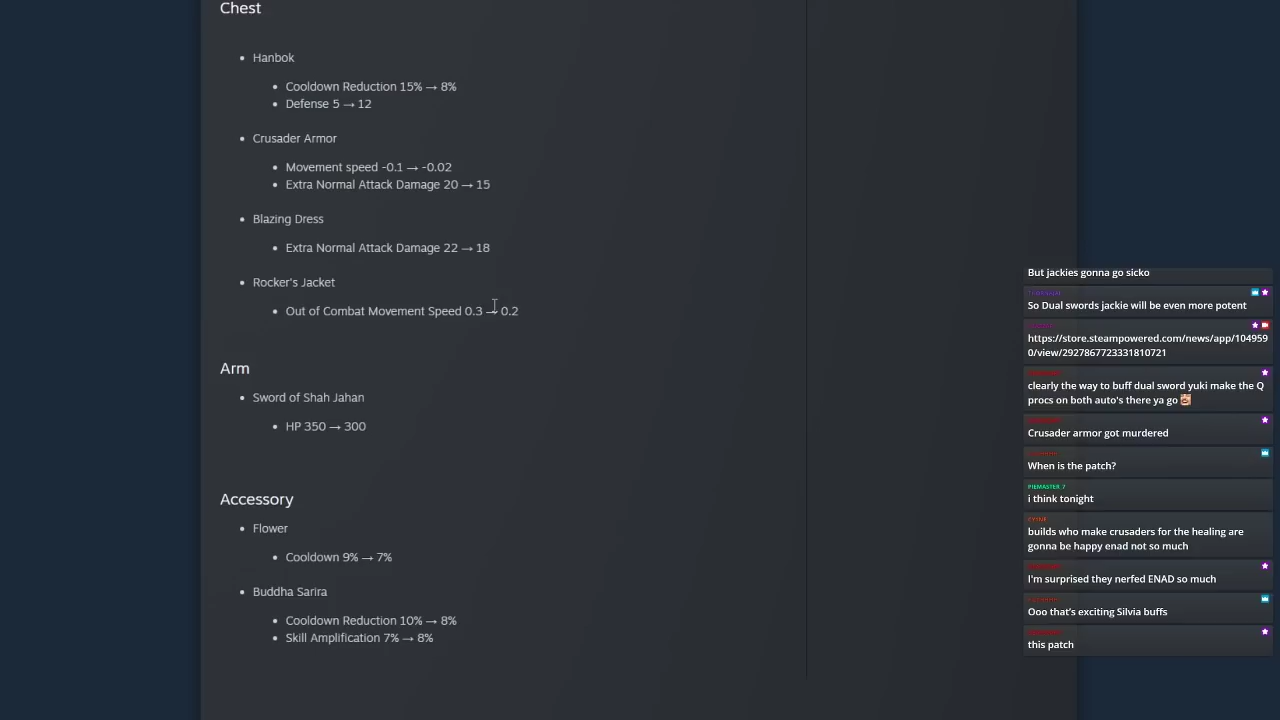 Chest
Hanbok
Cooldown Reduction 15% → 8%
Defense 5 → 12
Crusader Armor
Movement speed -0.1 → -0.02
Extra Normal Attack Damage 20 → 15
Blazing Dress
Extra Normal Attack Damage 22 → 18
Rocker's Jacket
Out of Combat Movement Speed 0.3 → 0.2
Arm
Sword of Shah Jahan
HP 350 → 300
Accessory
Flower
Cooldown 9% → 7%
Buddha Sarira
Cooldown Reduction 10% → 8%
Skill Amplification 7% → 8%
But jackies gonna go sicko
So Dual swords jackie will be even more potent
https://store.steampowered.com/news/app/104959
0/view/2927867723331810721
clearly the way to buff dual sword yuki make the Q
procs on both auto's there ya go
Crusader armor got murdered
When is the patch?
PIEMASTER_7
i think tonight
builds who make crusaders for the healing are
gonna be happy enad not so much
I'm surprised they nerfed ENAD so much
Ooo that's exciting Silvia buffs
this patch